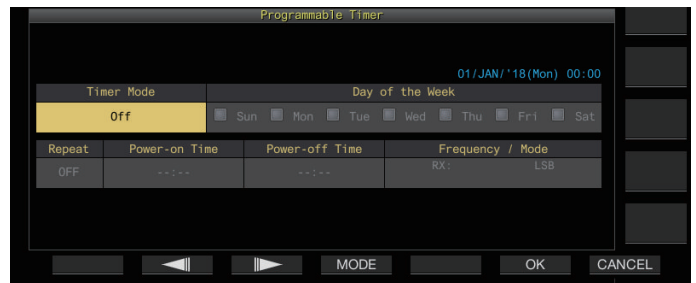 Programmable Timer
01/JAN/'18(Mon) 00:00
Timer Mode Day of the Week
Off Sun Mon Tue Wed Thu Fri Sat
Repeat Power-on Time Power-off Time Frequency / Mode
OFF --:-- --:-- RX: LSB
MODE OK CANCEL